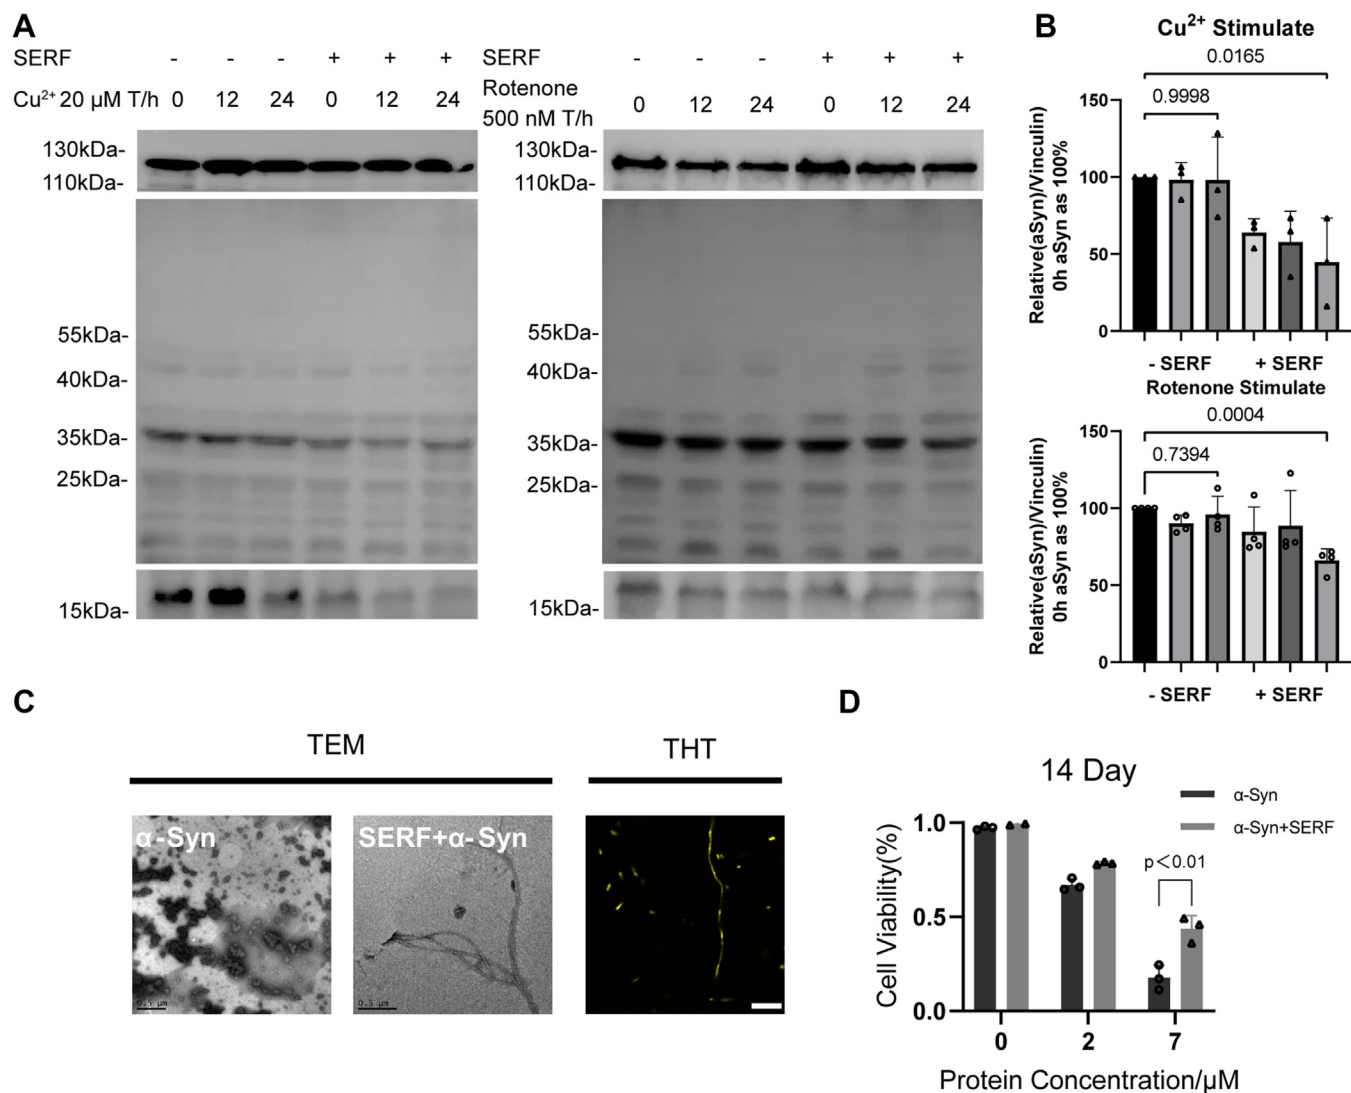 A
SERF - - - + + +
Cu²⁺ 20 μM T/h 0 12 24 0 12 24
130kDa-
110kDa-
55kDa-
40kDa-
35kDa-
25kDa-
15kDa-
SERF - - - + + +
Rotenone
500 nM T/h 0 12 24 0 12 24
130kDa-
110kDa-
55kDa-
40kDa-
35kDa-
25kDa-
15kDa-
B
Cu²⁺ Stimulate
0.0165
0.9998
Relative(aSyn)/Vinculin)
0h aSyn as 100%
150
100
50
0
- SERF + SERF
Rotenone Stimulate
0.0004
0.7394
Relative(aSyn)/Vinculin)
0h aSyn as 100%
150
100
50
0
- SERF + SERF
C
TEM
THT
α-Syn
0.5 μm
SERF+α-Syn
0.5 μm
D
14 Day
α-Syn
α-Syn+SERF
p<0.01
Cell Viability(%)
1.0
0.5
0.0
0 2 7
Protein Concentration/μM